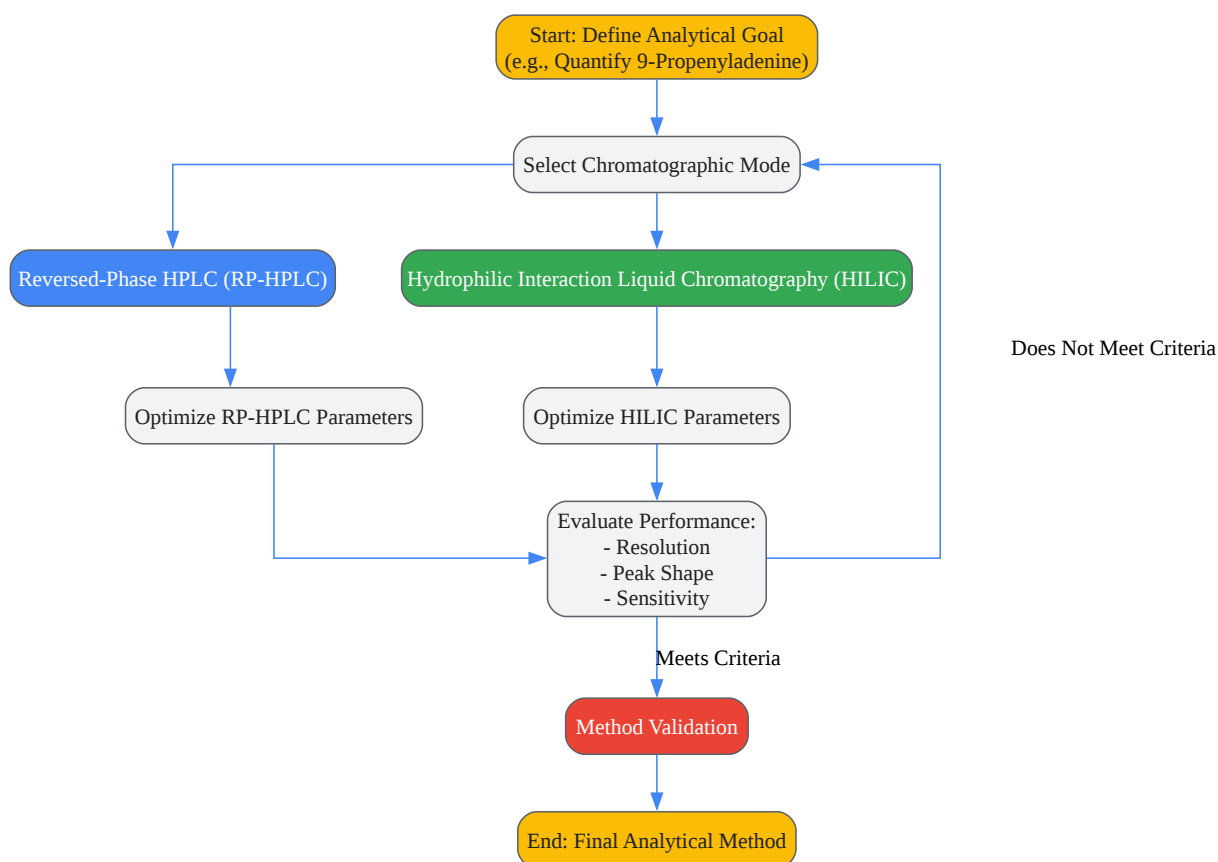 Start: Define Analytical Goal
(e.g., Quantify 9-Propenyladenine)
Select Chromatographic Mode
Reversed-Phase HPLC (RP-HPLC)
Hydrophilic Interaction Liquid Chromatography (HILIC)
Does Not Meet Criteria
Optimize RP-HPLC Parameters
Optimize HILIC Parameters
Evaluate Performance:
- Resolution
- Peak Shape
- Sensitivity
Meets Criteria
Method Validation
End: Final Analytical Method